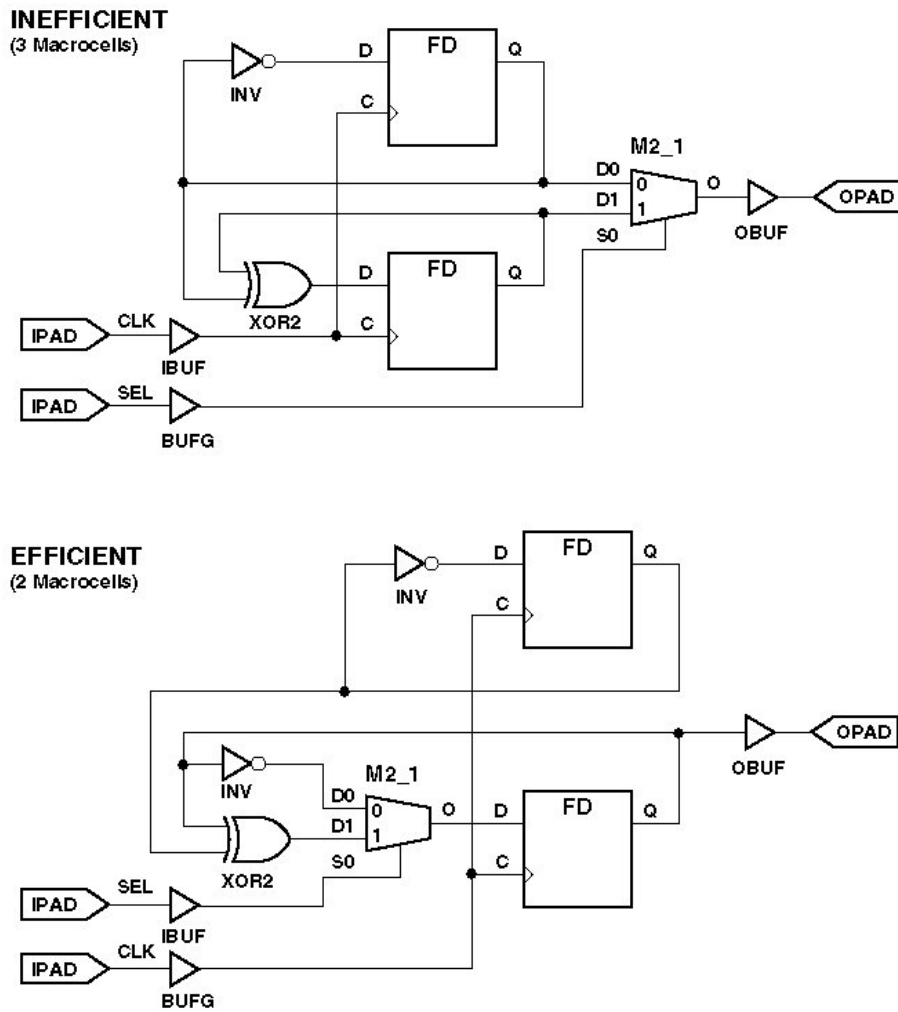 INEFFICIENT
(3 Macrocells)
INV
D
FD
Q
C
M2_1
D0
0
O
D1
1
S0
OBUF
OPAD
XOR2
D
FD
Q
C
IPAD
CLK
IBUF
IPAD
SEL
BUFG
EFFICIENT
(2 Macrocells)
INV
D
FD
Q
C
OPAD
OBUF
INV
M2_1
D0
0
O
D1
1
S0
XOR2
D
FD
Q
C
IPAD
SEL
IBUF
IPAD
CLK
BUFG